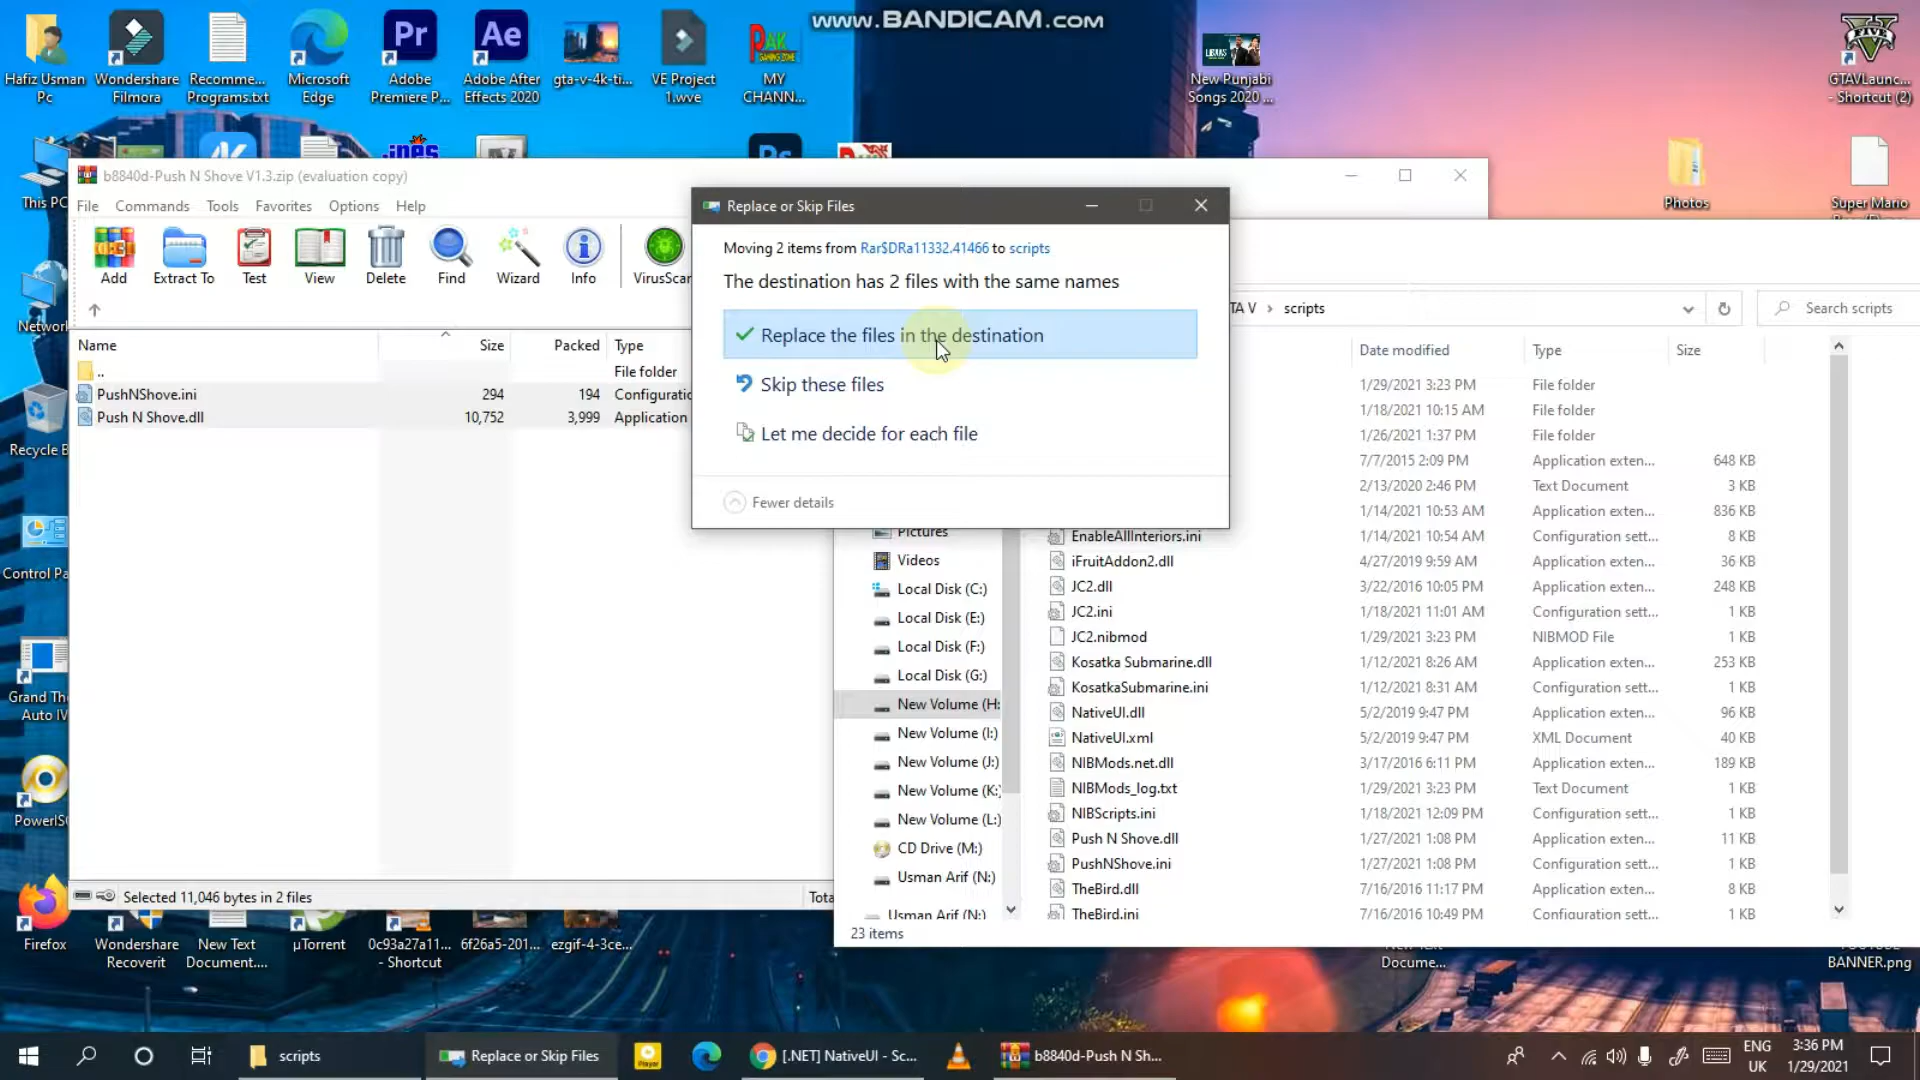 www.BANDICAM.com
Hafiz Usman
Pc
Wondershare
Filmora
Recomme...
Programs.txt
Microsoft
Edge
Adobe
Premiere P...
Adobe After
Effects 2020
gta-v-4k-ti...
VE Project
1.wve
MY
CHANN...
New Punjabi
Songs 2020 ...
GTAVLaunc...
- Shortcut (2)
This PC
Photos
Super Mario
b8840d-Push N Shove V1.3.zip (evaluation copy)
File Commands Tools Favorites Options Help
Add Extract To Test View Delete Find Wizard Info VirusScan
Name Size Packed Type
.. File folder
PushNShove.ini 294 194 Configuratio
Push N Shove.dll 10,752 3,999 Application
Selected 11,046 bytes in 2 files
Tota
Replace or Skip Files
Moving 2 items from Rar$DRa11332.41466 to scripts
The destination has 2 files with the same names
Replace the files in the destination
Skip these files
Let me decide for each file
Fewer details
TA V > scripts
Search scripts
Date modified Type Size
1/29/2021 3:23 PM File folder
1/18/2021 10:15 AM File folder
1/26/2021 1:37 PM File folder
7/7/2015 2:09 PM Application exten... 648 KB
2/13/2020 2:46 PM Text Document 3 KB
1/14/2021 10:53 AM Application exten... 836 KB
EnableAllInteriors.ini 1/14/2021 10:54 AM Configuration sett... 8 KB
iFruitAddon2.dll 4/27/2019 9:59 AM Application exten... 36 KB
JC2.dll 3/22/2016 10:05 PM Application exten... 248 KB
JC2.ini 1/18/2021 11:01 AM Configuration sett... 1 KB
JC2.nibmod 1/29/2021 3:23 PM NIBMOD File 1 KB
Kosatka Submarine.dll 1/12/2021 8:26 AM Application exten... 253 KB
KosatkaSubmarine.ini 1/12/2021 8:31 AM Configuration sett... 1 KB
NativeUI.dll 5/2/2019 9:47 PM Application exten... 96 KB
NativeUI.xml 5/2/2019 9:47 PM XML Document 40 KB
NIBMods.net.dll 3/17/2016 6:11 PM Application exten... 189 KB
NIBMods_log.txt 1/29/2021 3:23 PM Text Document 1 KB
NIBScripts.ini 1/18/2021 12:09 PM Configuration sett... 1 KB
Push N Shove.dll 1/27/2021 1:08 PM Application exten... 11 KB
PushNShove.ini 1/27/2021 1:08 PM Configuration sett... 1 KB
TheBird.dll 7/16/2016 11:17 PM Application exten... 8 KB
TheBird.ini 7/16/2016 10:49 PM Configuration sett... 1 KB
Pictures
Videos
Local Disk (C:)
Local Disk (E:)
Local Disk (F:)
Local Disk (G:)
New Volume (H:
New Volume (I:)
New Volume (J:)
New Volume (K:)
New Volume (L:)
CD Drive (M:)
Usman Arif (N:)
Usman Arif (N:)
23 items
Network
Recycle B
Control Pa
Grand The
Auto IV
PowerISO
Firefox
Wondershare
Recoverit
New Text
Document....
µTorrent
0c93a27a11...
- Shortcut
6f26a5-201...
ezgif-4-3ce...
New Text
Docume...
YOUTUBE
BANNER.png
scripts
Replace or Skip Files
[.NET] NativeUI - Sc...
b8840d-Push N Sh...
ENG
UK
3:36 PM
1/29/2021